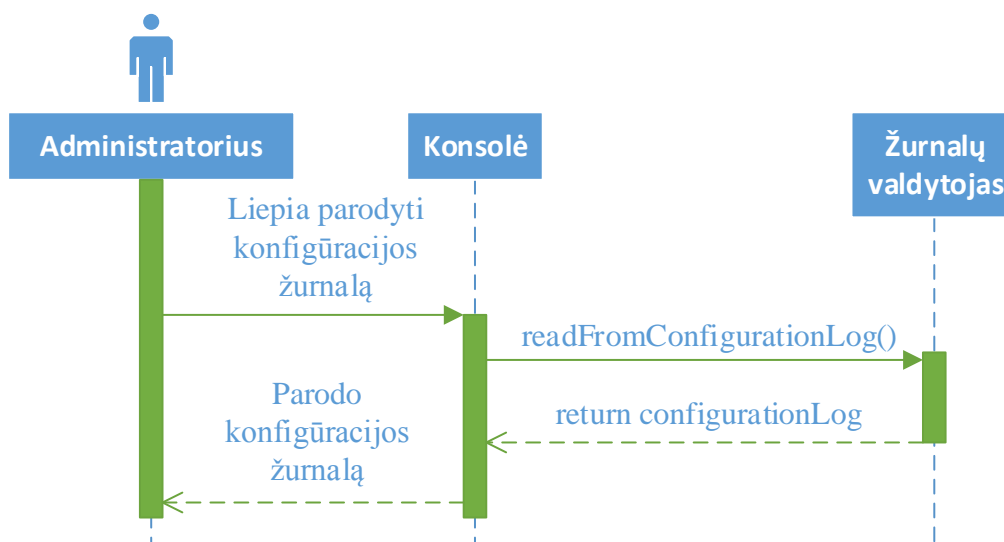 Administratorius
Konsolė
Žurnalų
valdytojas
Liepia parodyti
konfigūracijos
žurnalą
readFromConfigurationLog()
return configurationLog
Parodo
konfigūracijos
žurnalą